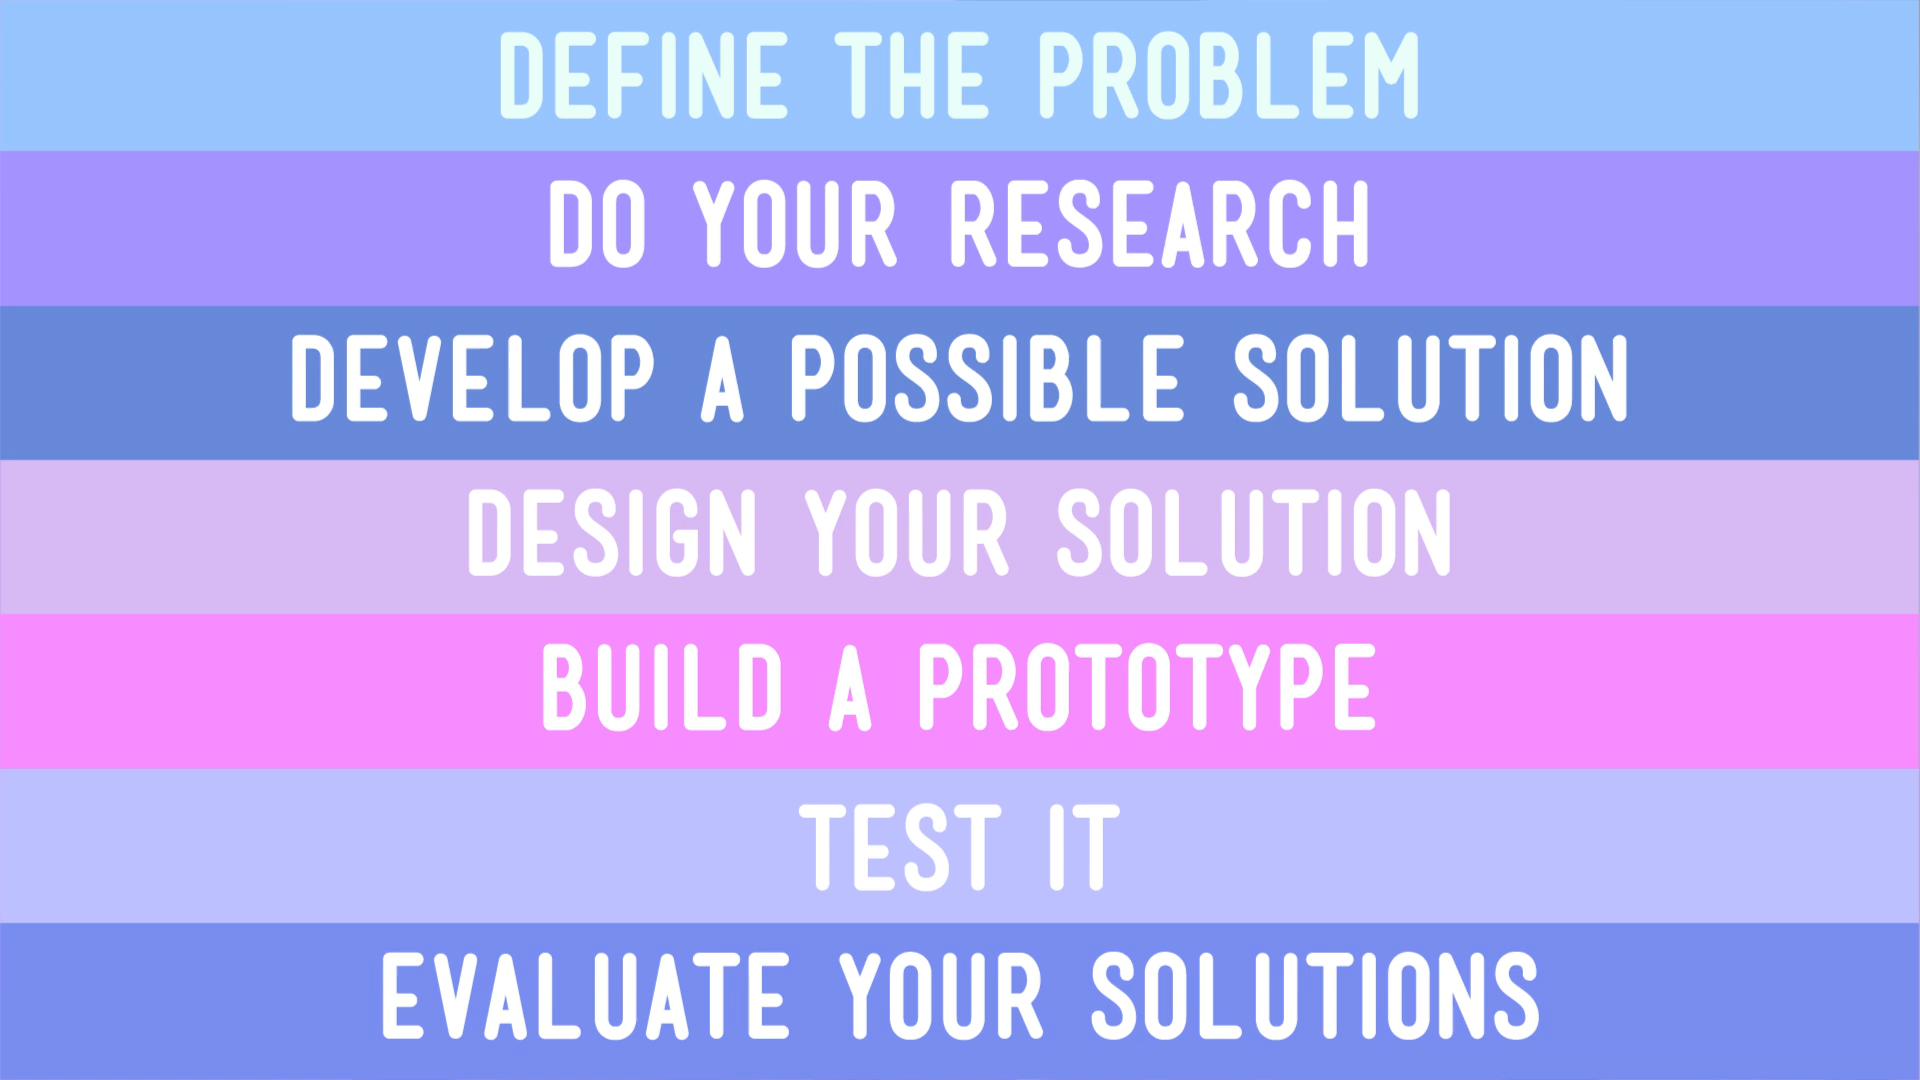 DEFINE THE PROBLEM
DO YOUR RESEARCH
DEVELOP A POSSIBLE SOLUTION
DESIGN YOUR SOLUTION
BUILD A PROTOTYPE
TEST IT
EVALUATE YOUR SOLUTIONS